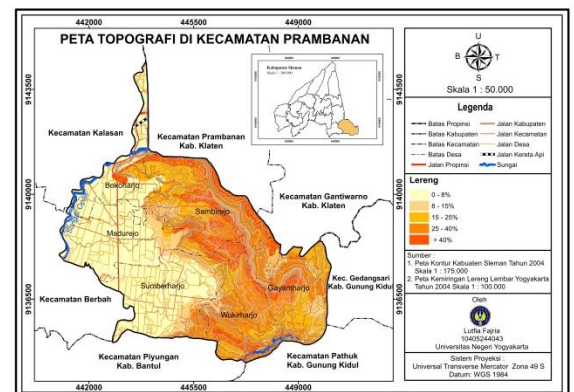 442000 445500 449000
PETA TOPOGRAFI DI KECAMATAN PRAMBANAN
Kabupaten Sleman
9143500
9140000
9136500
Kecamatan Kalasan
Kecamatan Prambanan
Kab. Klaten
Kecamatan Gantiwarno
Kab. Klaten
Bokoharjo
Sambirejo
Madurejo
Sumberharjo
Gayamharjo
Wukirharjo
Kec. Gedangsari
Kab. Gunung Kidul
Kecamatan Berbah
Kecamatan Piyungan
Kab. Bantul
Kecamatan Pathuk
Kab. Gunung Kidul
9143500
9140000
9136500
442000 445500 449000
U
B T
S
Skala 1 : 50.000
Legenda
Batas Propinsi
Batas Kabupaten
Batas Kecamatan
Batas Desa
Jalan Propinsi
Jalan Kabupaten
Jalan Kecamatan
Jalan Desa
Jalan Kereta Api
Sungai
Lereng
0 - 8%
8 - 15%
15 - 25%
25 - 40%
> 40%
Sumber :
1. Peta Kontur Kabuaten Sleman Tahun 2004
Skala 1 : 175.000
2. Peta Kemiringan Lereng Lembar Yogyakarta
Tahun 2004 Skala 1 : 100.000
Oleh
Lutfia Fajria
10405244043
Universitas Negeri Yogyakarta
Sistem Proyeksi :
Universal Transverse Mercator Zona 49 S
Datum: WGS 1984